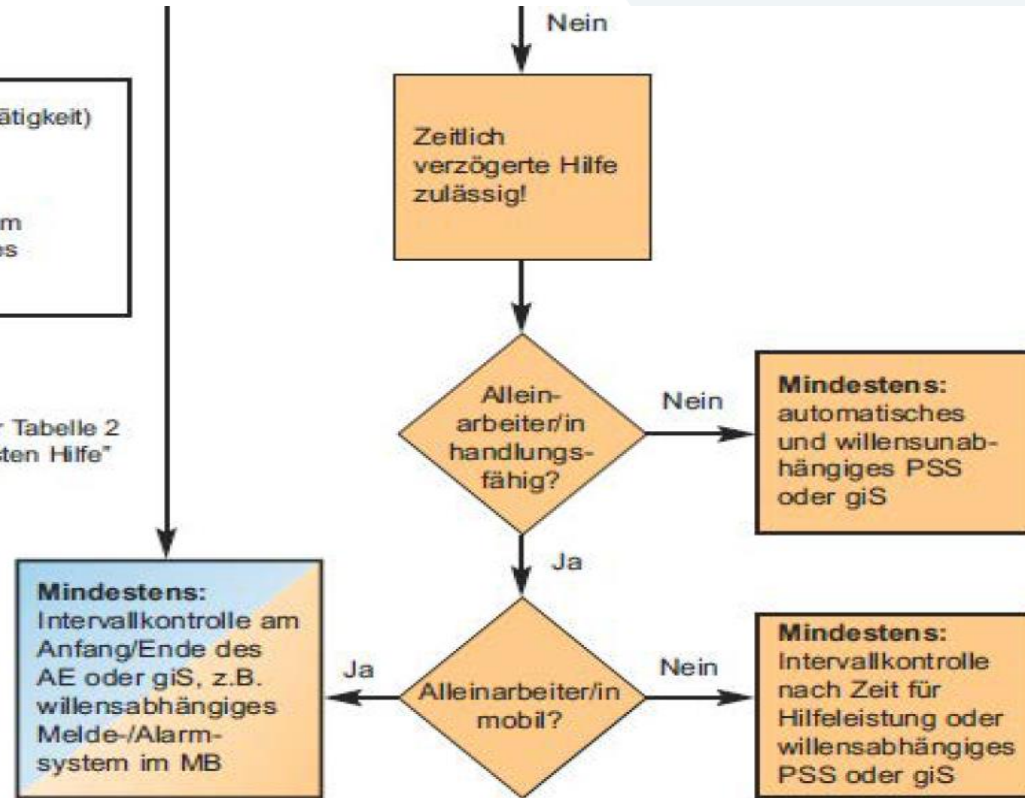 Nein
ätigkeit)
m
es
Zeitlich
verzögerte Hilfe
zulässig!
r Tabelle 2
sten Hilfe"
Allein-
arbeiter/in
handlungs-
fähig?
Nein
Mindestens:
automatisches
und willensunab-
hängiges PSS
oder giS
Ja
Mindestens:
Intervallkontrolle am
Anfang/Ende des
AE oder giS, z.B.
willensabhängiges
Melde-/Alarm-
system im MB
Ja
Alleinarbeiter/in
mobil?
Nein
Mindestens:
Intervallkontrolle
nach Zeit für
Hilfeleistung oder
willensabhängiges
PSS oder giS